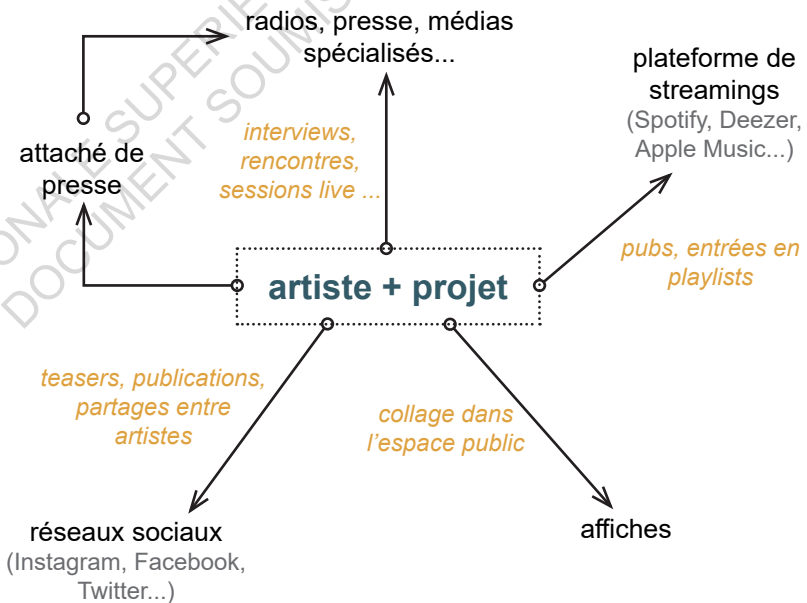 radios, presse, médias
spécialisés...
plateforme de
streamings
(Spotify, Deezer,
Apple Music...)
attaché de
presse
interviews,
rencontres,
sessions live ...
pubs, entrées en
playlists
artiste + projet
teasers, publications,
partages entre
artistes
collage dans
l'espace public
réseaux sociaux
(Instagram, Facebook,
Twitter...)
affiches
DOCUMENT SOUMIS